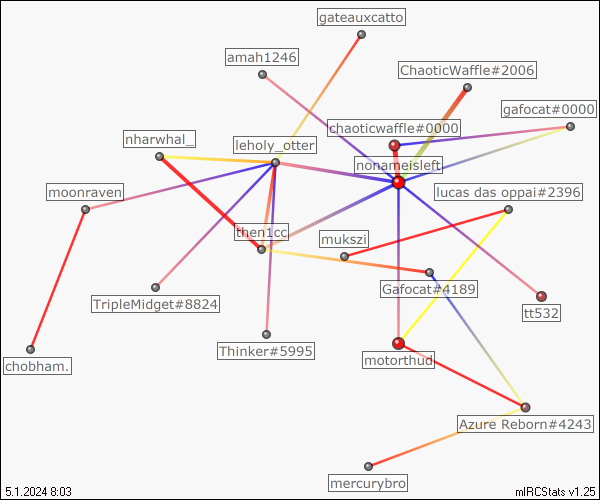 gateauxcatto
amah1246
ChaoticWaffle#2006
gafocat#0000
chaoticwaffle#0000
nharwhal_
leholy_otter
nonameisleft
moonraven
lucas das oppai#2396
then1cc
mukszi
Gafocat#4189
TripleMidget#8824
tt532
Thinker#5995
motorthud
chobham.
Azure Reborn#4243
mercurybro
5.1.2024 8:03
mIRCStats v1.25